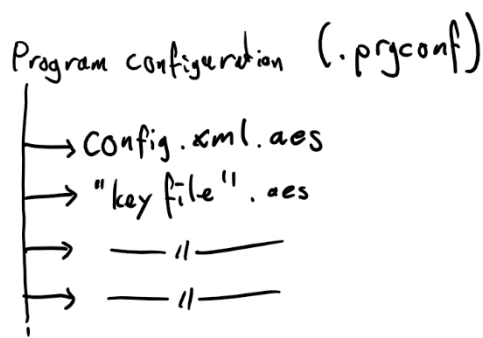 Program configuration (.prgconf)
config.xml.aes
"key file".aes
— 〃 —
— 〃 —